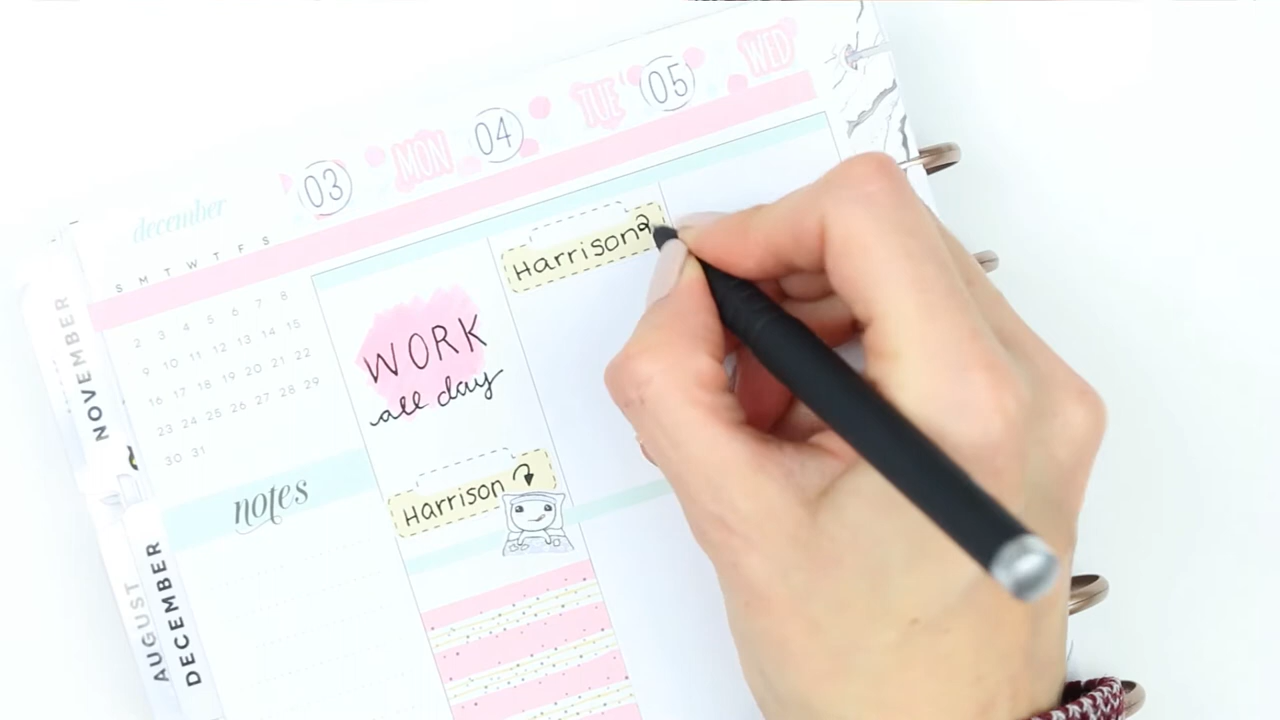 december
03 MON 04 TUE 05 WED
S M T W T F S
2 3 4 5 6 7 8
9 10 11 12 13 14 15
16 17 18 19 20 21 22
23 24 25 26 27 28 29
30 31
notes
WORK
all day
Harrison
Harrison
NOVEMBER
AUGUST
DECEMBER